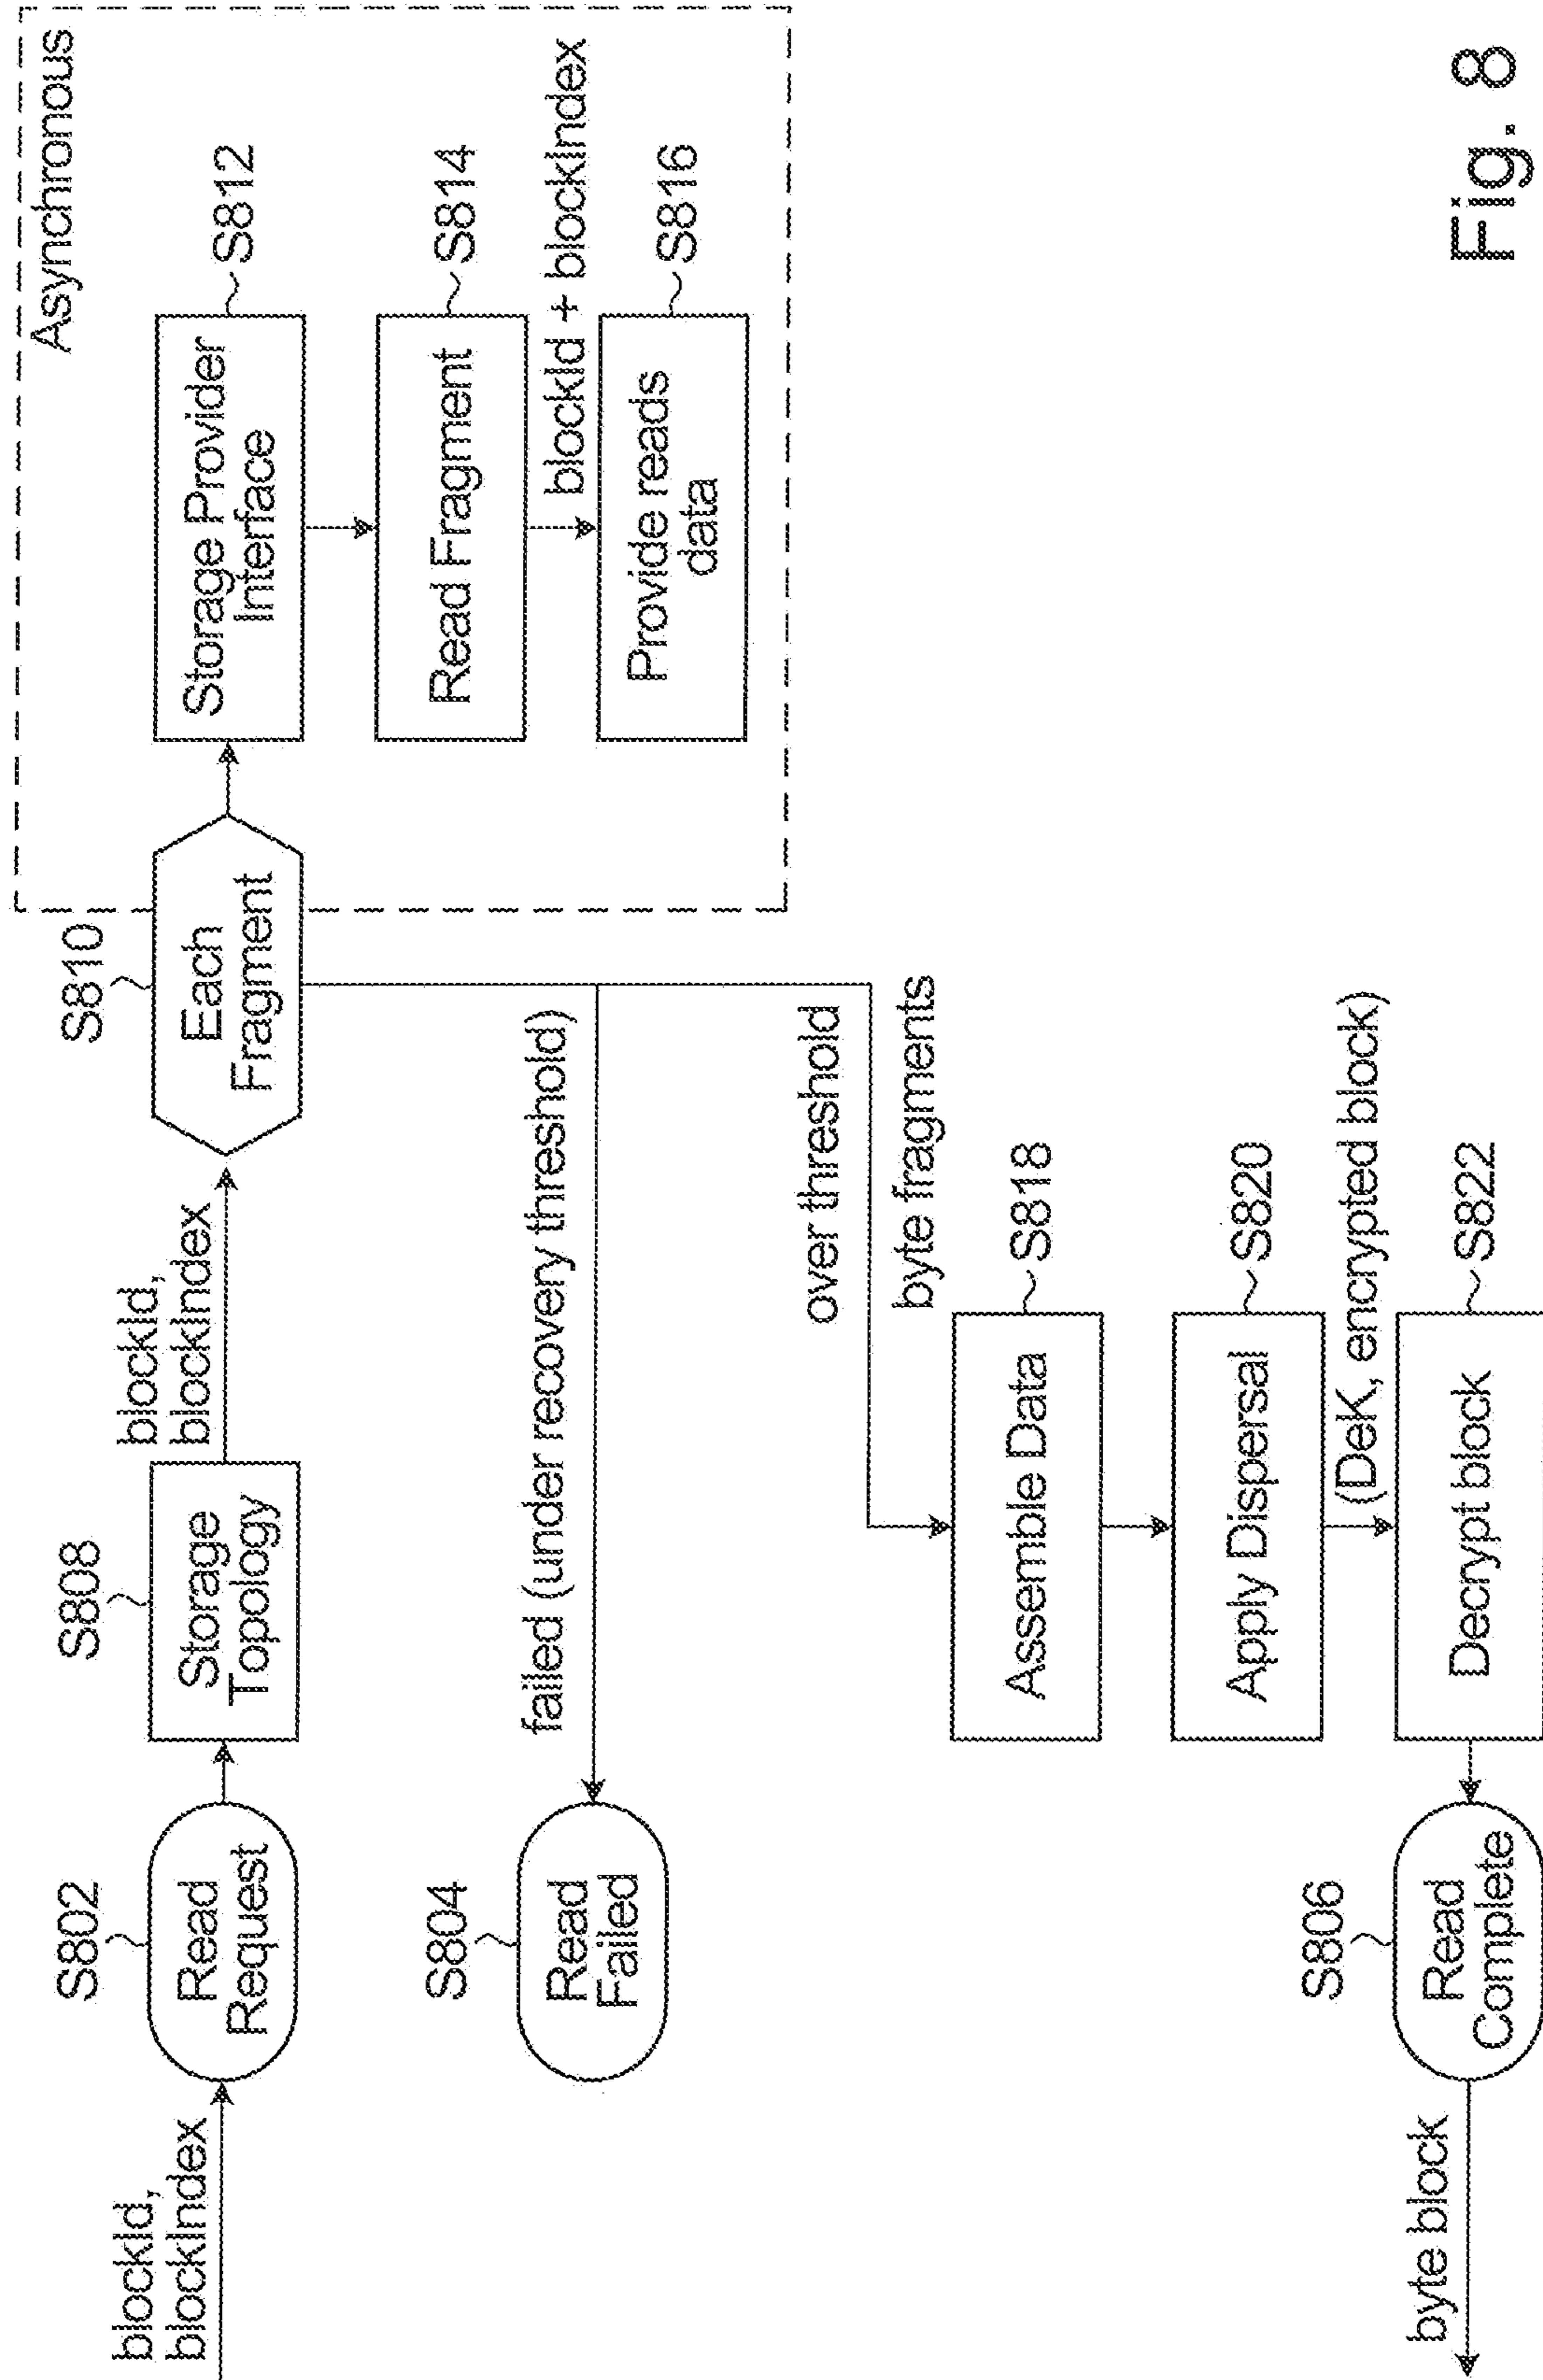 Asynchronous
S802
S808
S810
blockId,
blockIndex
Read
Request
Storage
Topology
blockId,
blockIndex
Each
Fragment
Storage Provider
Interface
S812
Read Fragment
S814
blockId + blockIndex
Provide reads
data
S816
S804
Read
Failed
failed (under recovery threshold)
over threshold
byte fragments
Assemble Data
S818
Apply Dispersal
S820
(DeK, encrypted block)
S806
byte block
Read
Complete
Decrypt block
S822
Fig. 8